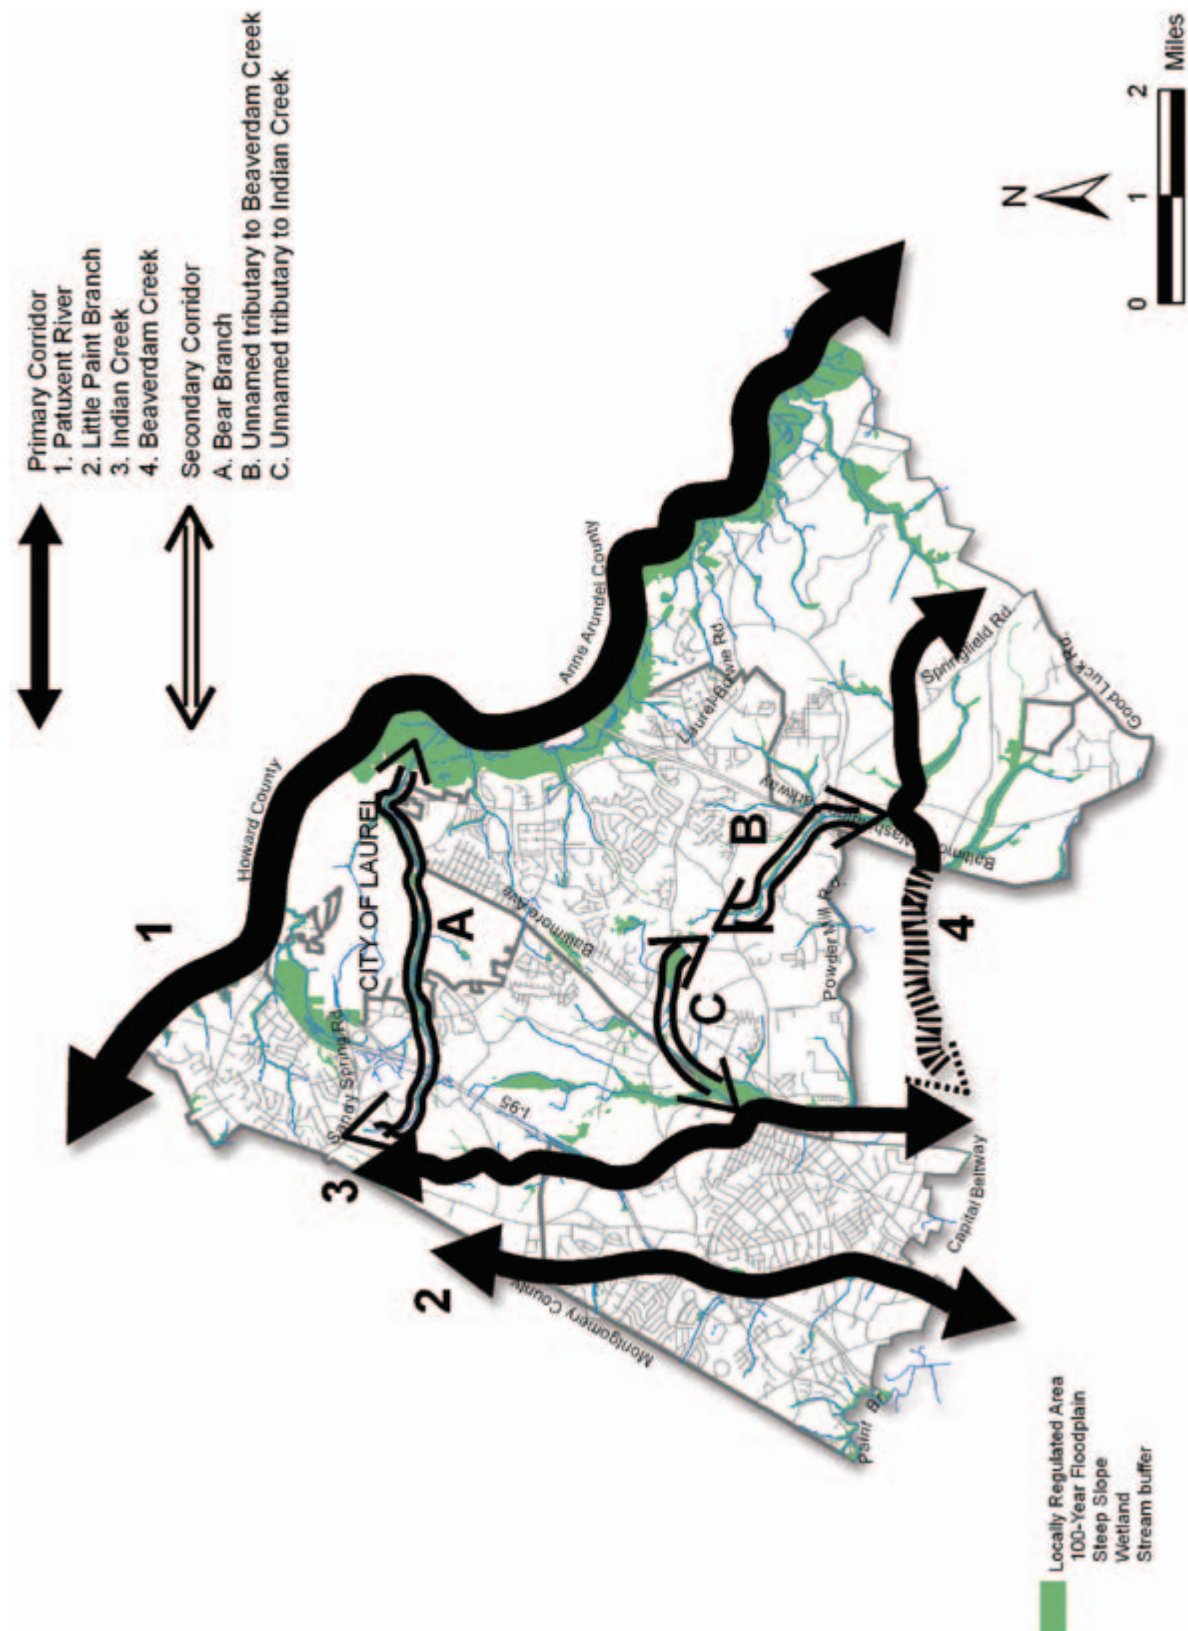 Primary Corridor
1. Patuxent River
2. Little Paint Branch
3. Indian Creek
4. Beaverdam Creek
Secondary Corridor
A. Bear Branch
B. Unnamed tributary to Beaverdam Creek
C. Unnamed tributary to Indian Creek
1
Howard County
CITY OF LAUREL
Sandy Spring Rd.
A
3
I-95
Baltimore Ave
Anne Arundel County
2
Montgomery County
C
B
Laurel-Bowie Rd.
Powder Mill Rd.
4
Springfield Rd.
Good Luck Rd.
Capital Beltway
Paint Br.
N
0 1 2
Miles
Locally Regulated Area
100-Year Floodplain
Steep Slope
Wetland
Stream buffer